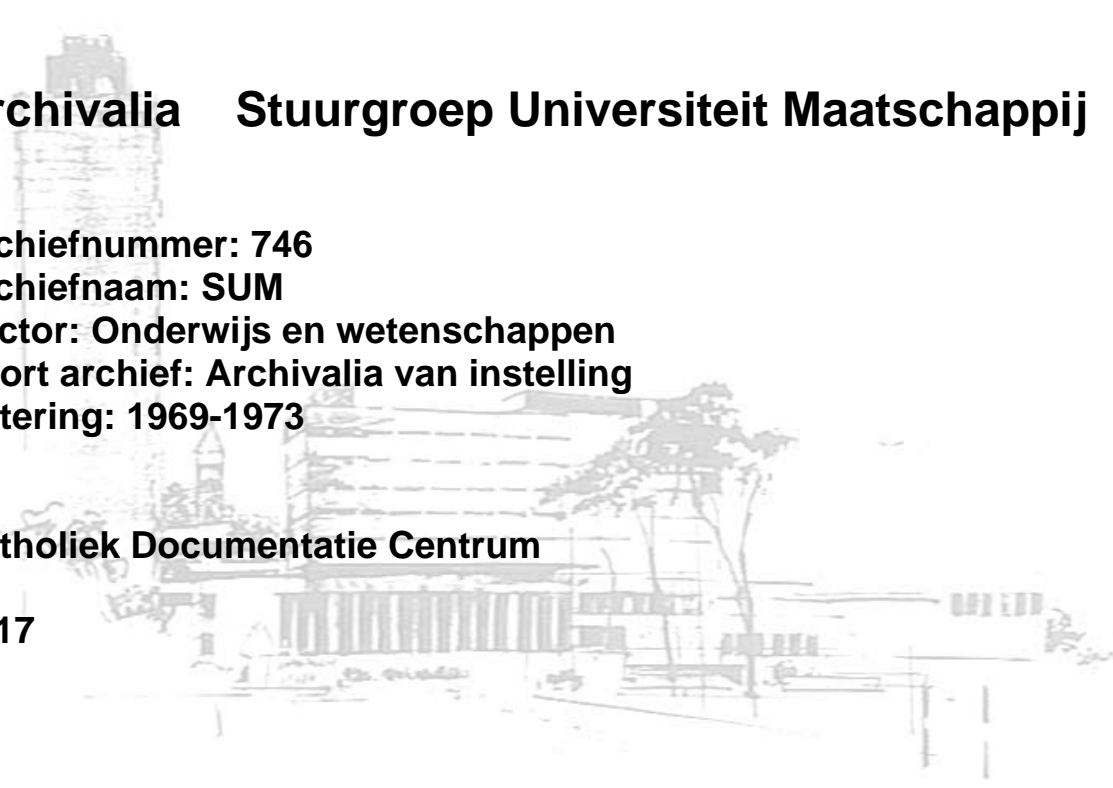 rchivalia Stuurgroep Universiteit Maatschappij
chiefnummer: 746
chiefnaam: SUM
ctor: Onderwijs en wetenschappen
ort archief: Archivalia van instelling
tering: 1969-1973
tholiek Documentatie Centrum
17